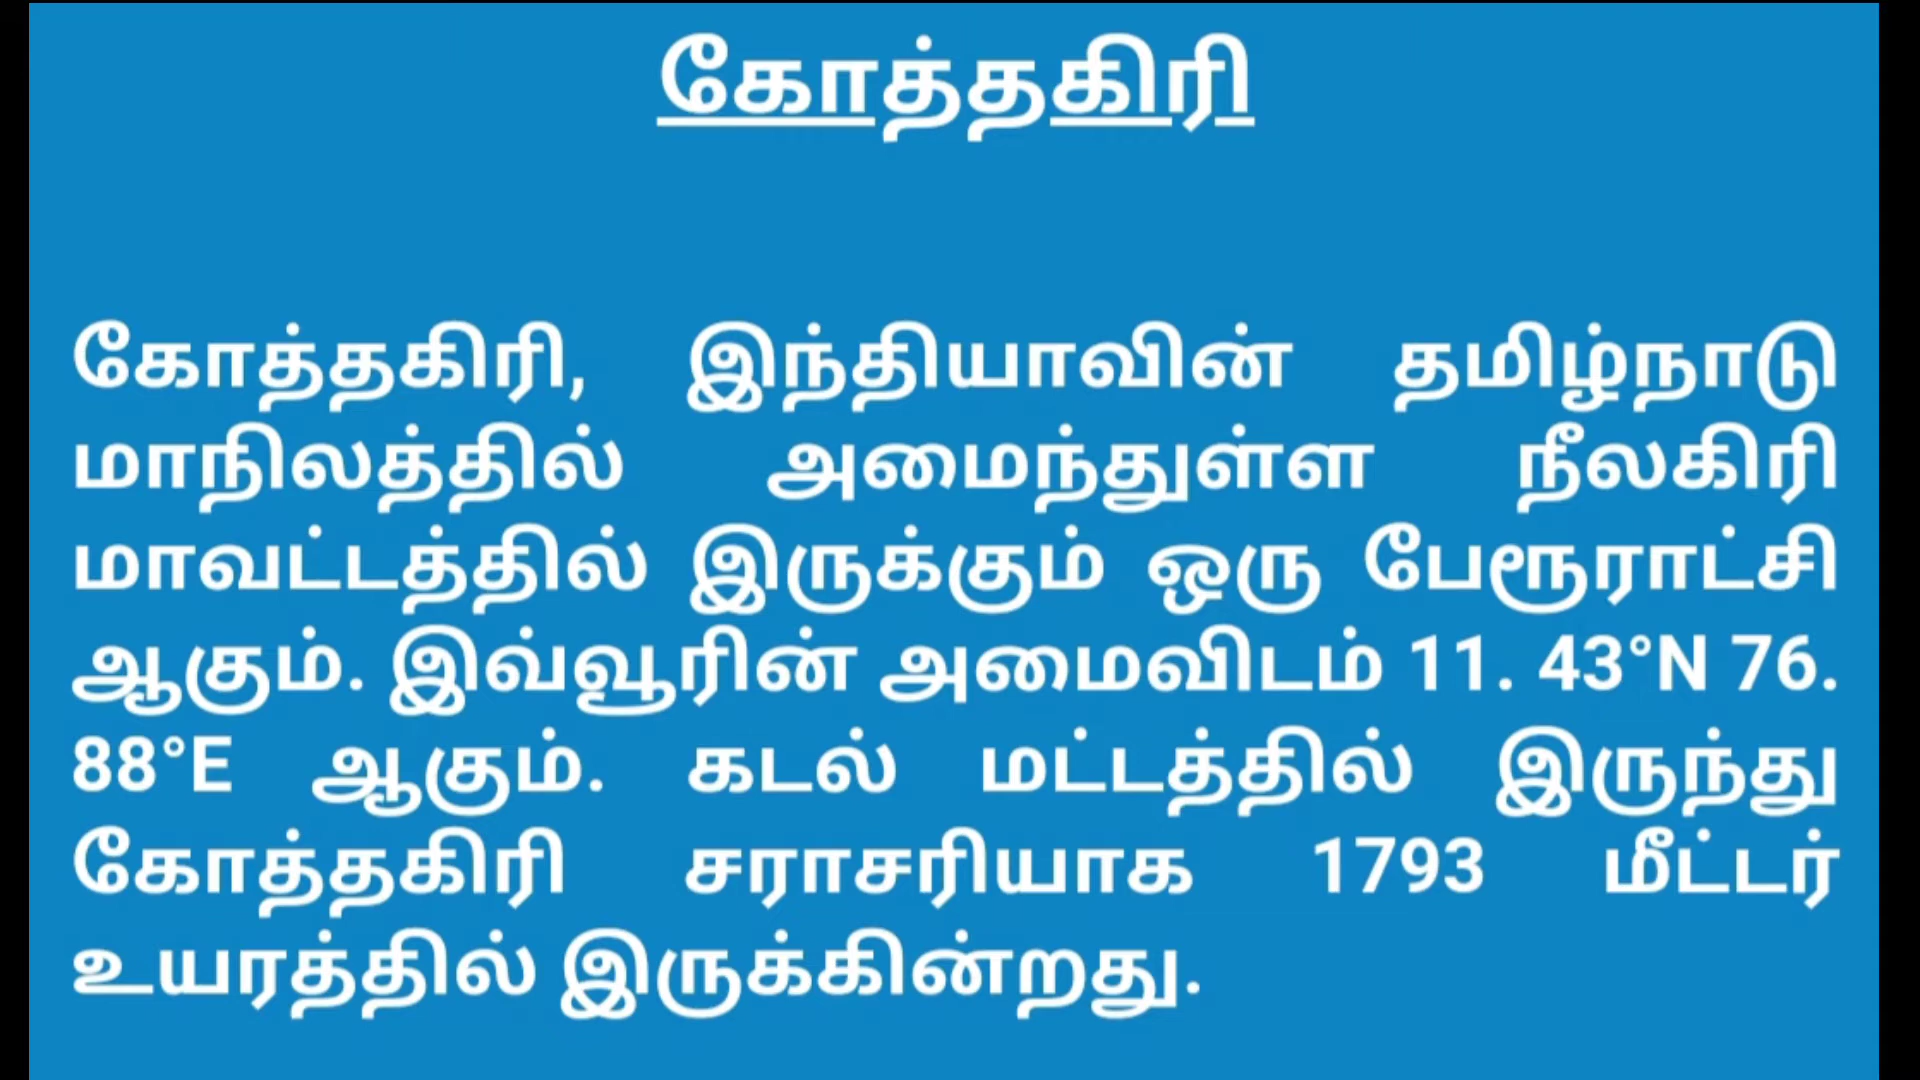 கோத்தகிரி
கோத்தகிரி, இந்தியாவின் தமிழ்நாடு
மாநிலத்தில் அமைந்துள்ள நீலகிரி
மாவட்டத்தில் இருக்கும் ஒரு பேரூராட்சி
ஆகும். இவ்வூரின் அமைவிடம் 11. 43°N 76.
88°E ஆகும். கடல் மட்டத்தில் இருந்து
கோத்தகிரி சராசரியாக 1793 மீட்டர்
உயரத்தில் இருக்கின்றது.